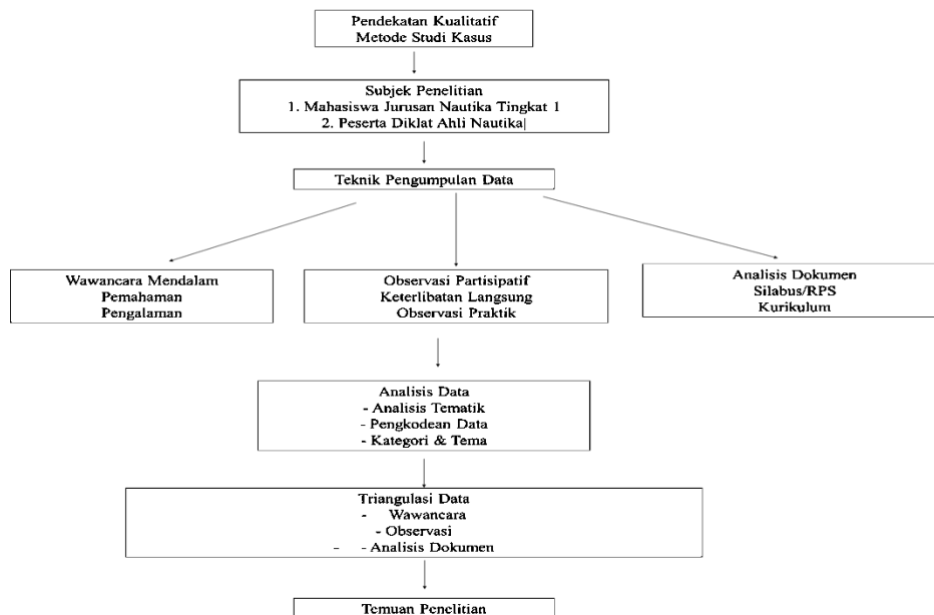 Pendekatan Kualitatif
Metode Studi Kasus
Subjek Penelitian
1. Mahasiswa Jurusan Nautika Tingkat 1
2. Peserta Diklat Ahli Nautika|
Teknik Pengumpulan Data
Wawancara Mendalam
Pemahaman
Pengalaman
Observasi Partisipatif
Keterlibatan Langsung
Observasi Praktik
Analisis Dokumen
Silabus/RPS
Kurikulum
Analisis Data
- Analisis Tematik
- Pengkodean Data
- Kategori & Tema
Triangulasi Data
- Wawancara
- Observasi
- - Analisis Dokumen
Temuan Penelitian